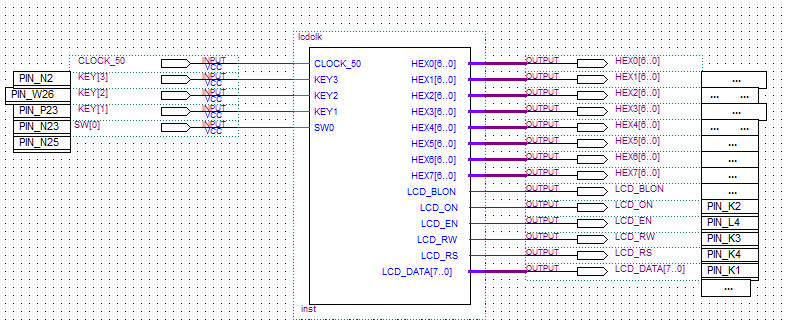 lcdclk
CLOCK_50 INPUT VCC CLOCK_50 HEX0[6..0] OUTPUT HEX0[6..0]
PIN_N2 KEY[3] INPUT VCC KEY3 HEX1[6..0] OUTPUT HEX1[6..0] ...
PIN_W26 KEY[2] INPUT VCC KEY2 HEX2[6..0] OUTPUT HEX2[6..0] ... ...
PIN_P23 KEY[1] INPUT VCC KEY1 HEX3[6..0] OUTPUT HEX3[6..0] ...
PIN_N23 SW[0] INPUT VCC SW0 HEX4[6..0] OUTPUT HEX4[6..0] ... ...
PIN_N25 HEX5[6..0] OUTPUT HEX5[6..0] ...
HEX6[6..0] OUTPUT HEX6[6..0] ...
HEX7[6..0] OUTPUT HEX7[6..0] ...
LCD_BLON OUTPUT LCD_BLON ...
LCD_ON OUTPUT LCD_ON PIN_K2
LCD_EN OUTPUT LCD_EN PIN_L4
LCD_RW OUTPUT LCD_RW PIN_K3
LCD_RS OUTPUT LCD_RS PIN_K4
LCD_DATA[7..0] OUTPUT LCD_DATA[7..0] PIN_K1
...
inst